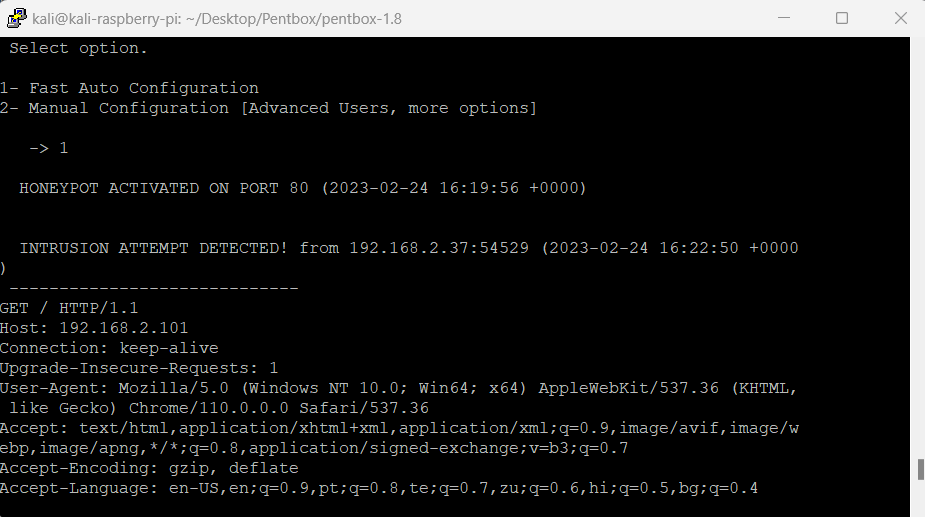 kali@kali-raspberry-pi: ~/Desktop/Pentbox/pentbox-1.8
Select option.
1- Fast Auto Configuration
2- Manual Configuration [Advanced Users, more options]
-> 1
HONEYPOT ACTIVATED ON PORT 80 (2023-02-24 16:19:56 +0000)
INTRUSION ATTEMPT DETECTED! from 192.168.2.37:54529 (2023-02-24 16:22:50 +0000
)
-----------------------------
GET / HTTP/1.1
Host: 192.168.2.101
Connection: keep-alive
Upgrade-Insecure-Requests: 1
User-Agent: Mozilla/5.0 (Windows NT 10.0; Win64; x64) AppleWebKit/537.36 (KHTML,
like Gecko) Chrome/110.0.0.0 Safari/537.36
Accept: text/html,application/xhtml+xml,application/xml;q=0.9,image/avif,image/w
ebp,image/apng,*/*;q=0.8,application/signed-exchange;v=b3;q=0.7
Accept-Encoding: gzip, deflate
Accept-Language: en-US,en;q=0.9,pt;q=0.8,te;q=0.7,zu;q=0.6,hi;q=0.5,bg;q=0.4